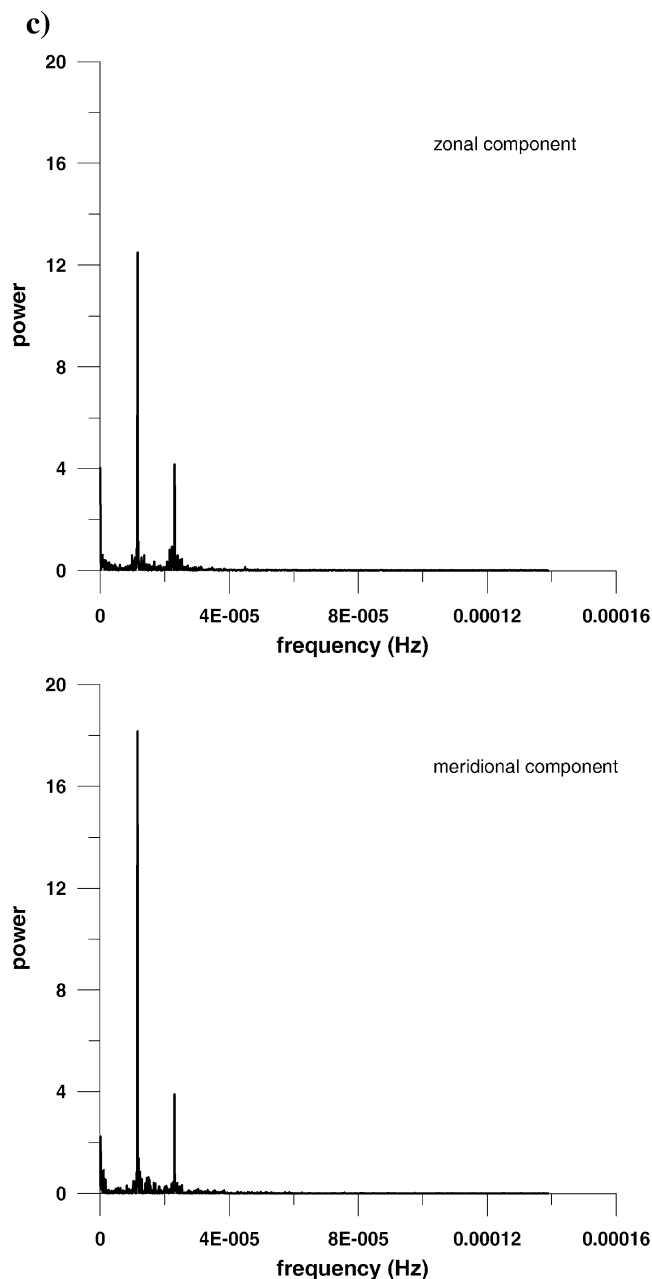 c)
20
zonal component
16
12
power
8
4
0
0 4E-005 8E-005 0.00012 0.00016
frequency (Hz)
20
meridional component
16
12
power
8
4
0
0 4E-005 8E-005 0.00012 0.00016
frequency (Hz)